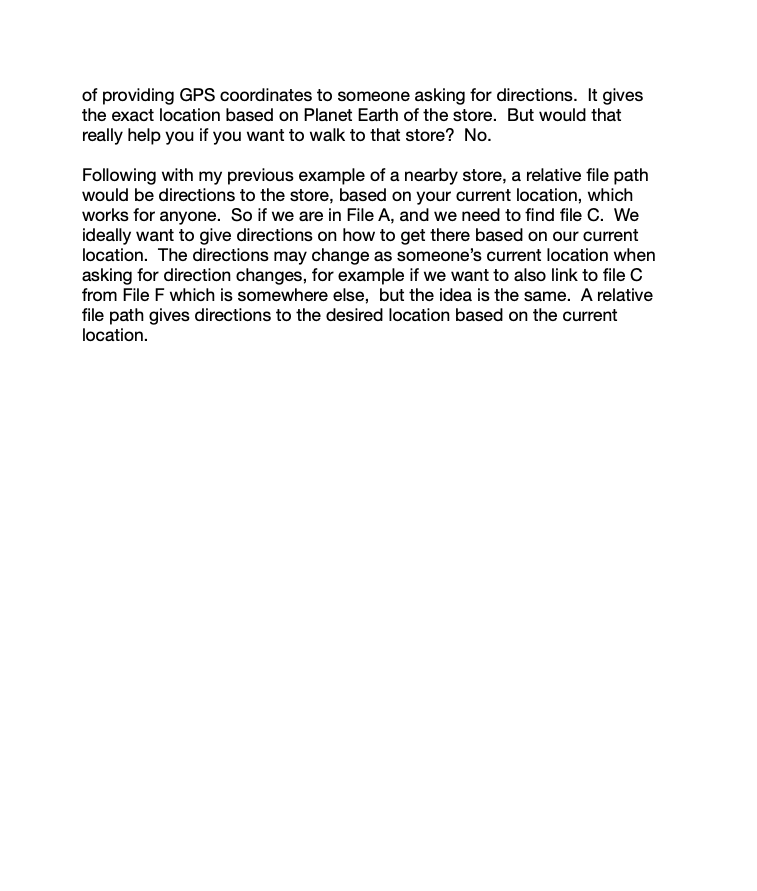 of providing GPS coordinates to someone asking for directions.  It gives
the exact location based on Planet Earth of the store.  But would that
really help you if you want to walk to that store?  No.
Following with my previous example of a nearby store, a relative file path
would be directions to the store, based on your current location, which
works for anyone.  So if we are in File A, and we need to find file C.  We
ideally want to give directions on how to get there based on our current
location.  The directions may change as someone’s current location when
asking for direction changes, for example if we want to also link to file C
from File F which is somewhere else,  but the idea is the same.  A relative
file path gives directions to the desired location based on the current
location.